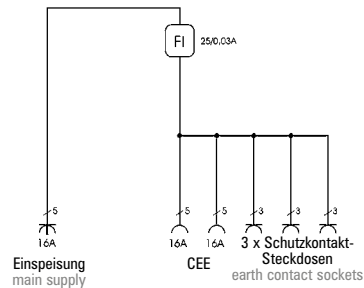 FI 25/0,03A
5 5 5 3 3 3
16A 16A 16A 3 x Schutzkontakt-
Einspeisung CEE Steckdosen
main supply earth contact sockets